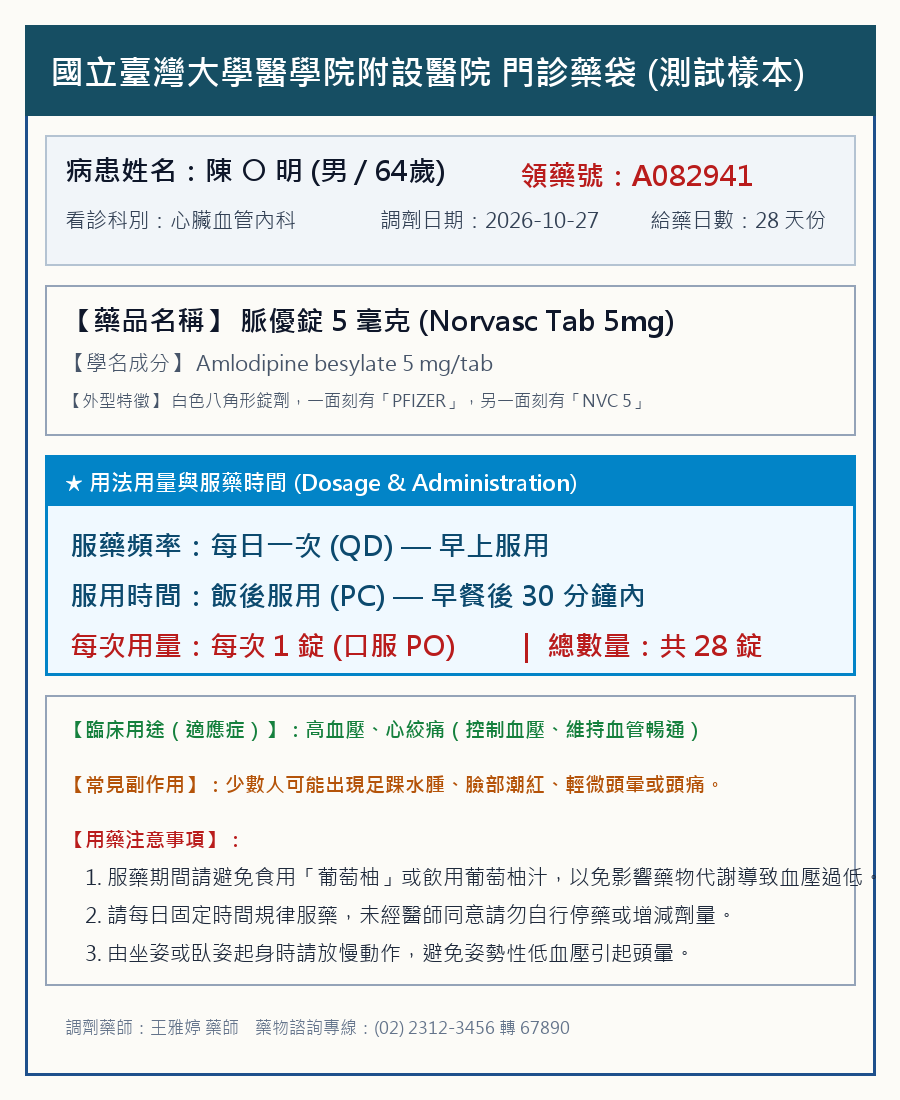 國立臺灣大學醫學院附設醫院 門診藥袋 (測試樣本)
病患姓名：陳 〇 明 (男 / 64歲) 領藥號：A082941
看診科別：心臟血管內科 調劑日期：2026-10-27 給藥日數：28 天份
【藥品名稱】脈優錠 5 毫克 (Norvasc Tab 5mg)
【學名成分】Amlodipine besylate 5 mg/tab
【外型特徵】白色八角形錠劑，一面刻有「PFIZER」，另一面刻有「NVC 5」
★ 用法用量與服藥時間 (Dosage & Administration)
服藥頻率：每日一次 (QD) — 早上服用
服用時間：飯後服用 (PC) — 早餐後 30 分鐘內
每次用量：每次 1 錠 (口服 PO) | 總數量：共 28 錠
【臨床用途（適應症）】：高血壓、心絞痛（控制血壓、維持血管暢通）
【常見副作用】：少數人可能出現足踝水腫、臉部潮紅、輕微頭暈或頭痛。
【用藥注意事項】：
1. 服藥期間請避免食用「葡萄柚」或飲用葡萄柚汁，以免影響藥物代謝導致血壓過低。
2. 請每日固定時間規律服藥，未經醫師同意請勿自行停藥或增減劑量。
3. 由坐姿或臥姿起身時請放慢動作，避免姿勢性低血壓引起頭暈。
調劑藥師：王雅婷 藥師 藥物諮詢專線：(02) 2312-3456 轉 67890